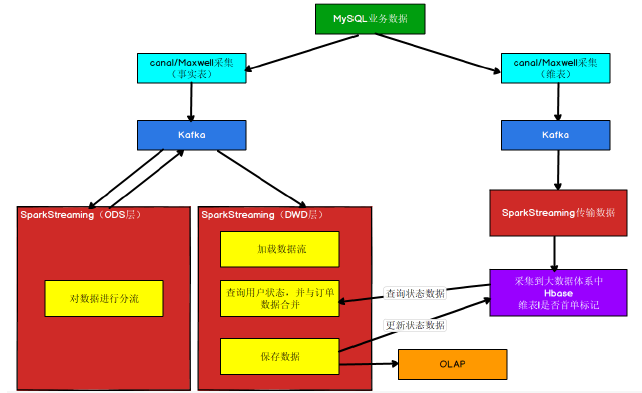 MySQL业务数据
canal/Maxwell采集
（事实表）
canal/Maxwell采集
（维表）
Kafka
Kafka
SparkStreaming（ODS层）
SparkStreaming（DWD层）
SparkStreaming传输数据
加载数据流
对数据进行分流
查询用户状态，并与订单
数据合并
查询状态数据
采集到大数据体系中
Hbase
维表|是否首单标记
更新状态数据
保存数据
OLAP